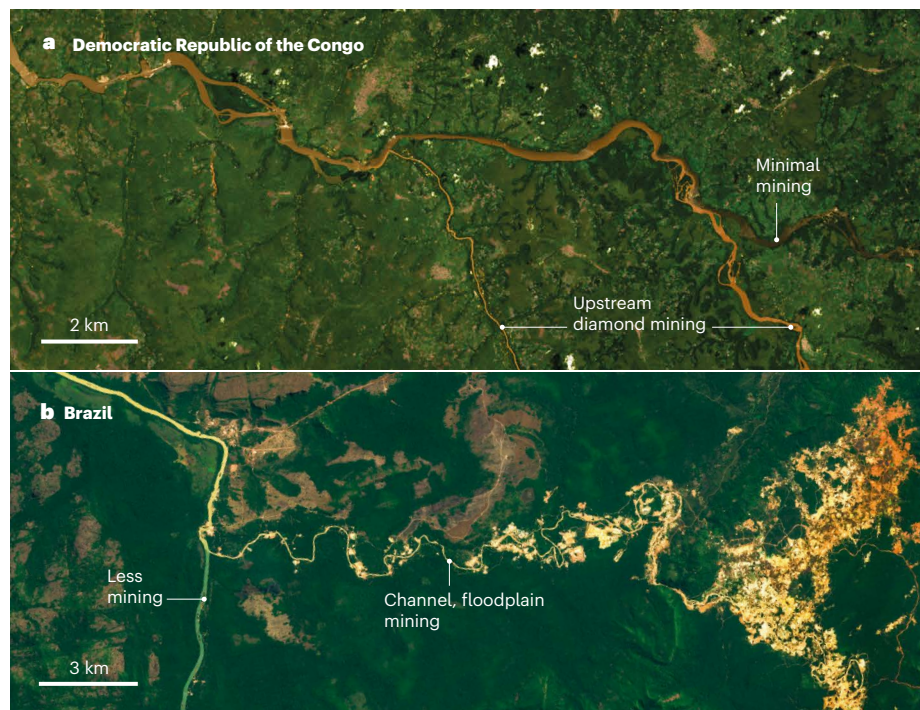 a Democratic Republic of the Congo
Minimal
mining
Upstream
diamond mining
2 km
b Brazil
Less
mining
Channel, floodplain
mining
3 km